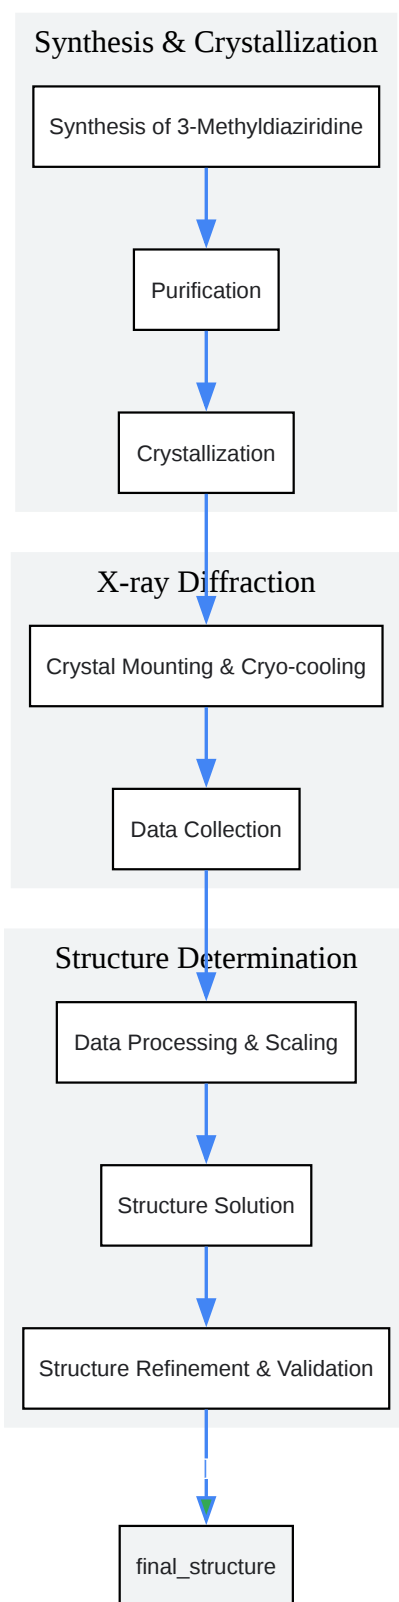 Synthesis & Crystallization
Synthesis of 3-Methyldiaziridine
Purification
Crystallization
X-ray Diffraction
Crystal Mounting & Cryo-cooling
Data Collection
Structure Determination
Data Processing & Scaling
Structure Solution
Structure Refinement & Validation
final_structure